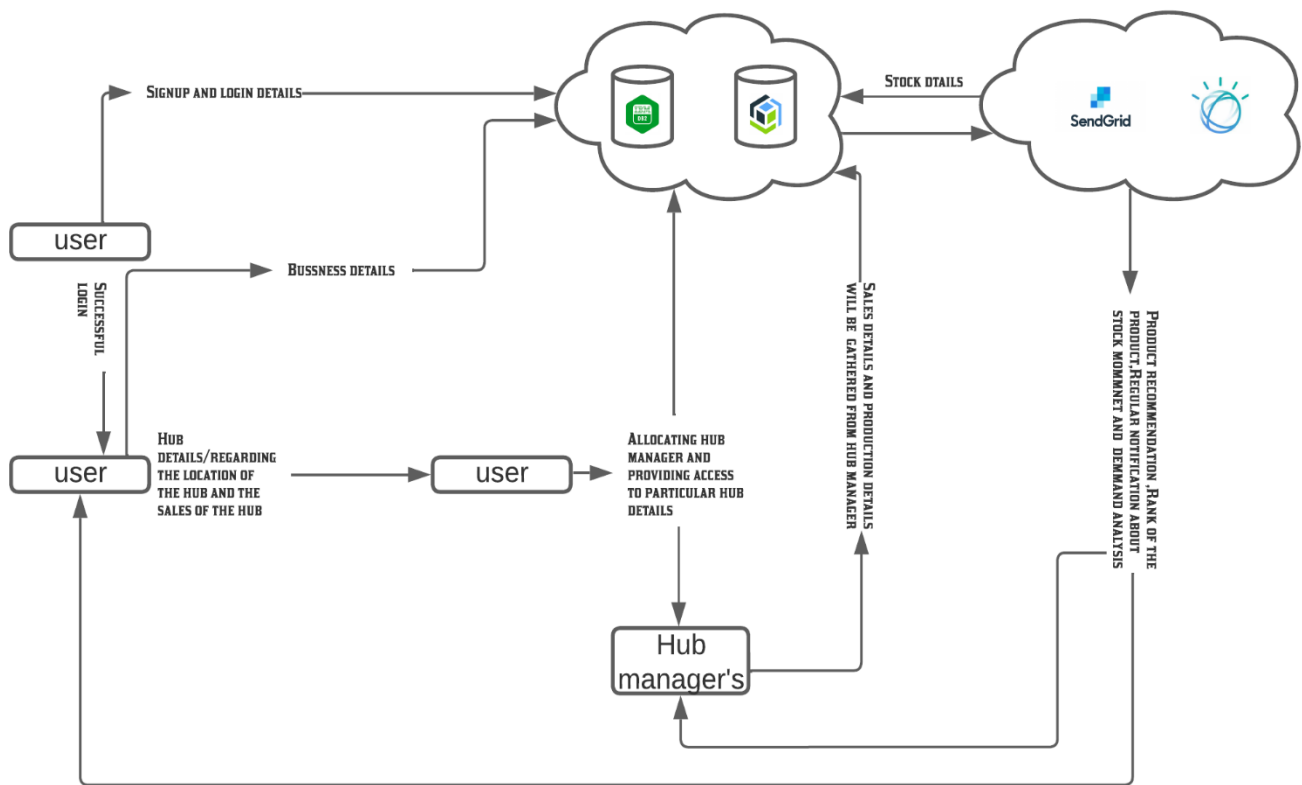 SIGNUP AND LOGIN DETAILS
IBM
DB2
STOCK DTAILS
SendGrid
user
BUSSNESS DETAILS
SUCCESSFUL
LOGIN
user
HUB
DETAILS/REGARDING
THE LOCATION OF
THE HUB AND THE
SALES OF THE HUB
user
ALLOCATING HUB
MANAGER AND
PROVIDING ACCESS
TO PARTICULAR HUB
DETAILS
SALES DETAILS AND PRODUCTION DETAILS
WILL BE GATHERED FROM HUB MANAGER
PRODUCT RECOMMENDATION ,RANK OF THE
PRODUCT,REGULAR NOTIFICATION ABOUT
STOCK MOMMNET AND DEMAND ANALYSIS
Hub
manager's